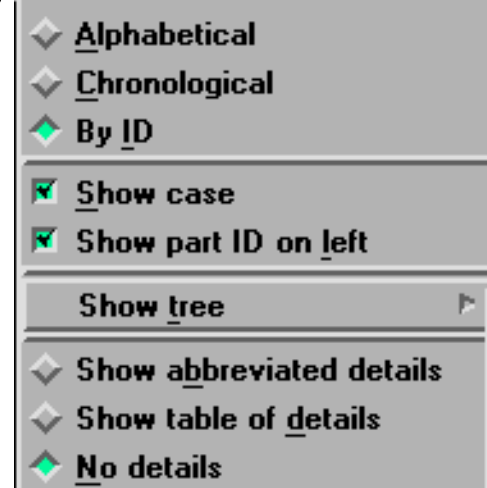 Alphabetical
Chronological
By ID
Show case
Show part ID on left
Show tree
Show abbreviated details
Show table of details
No details